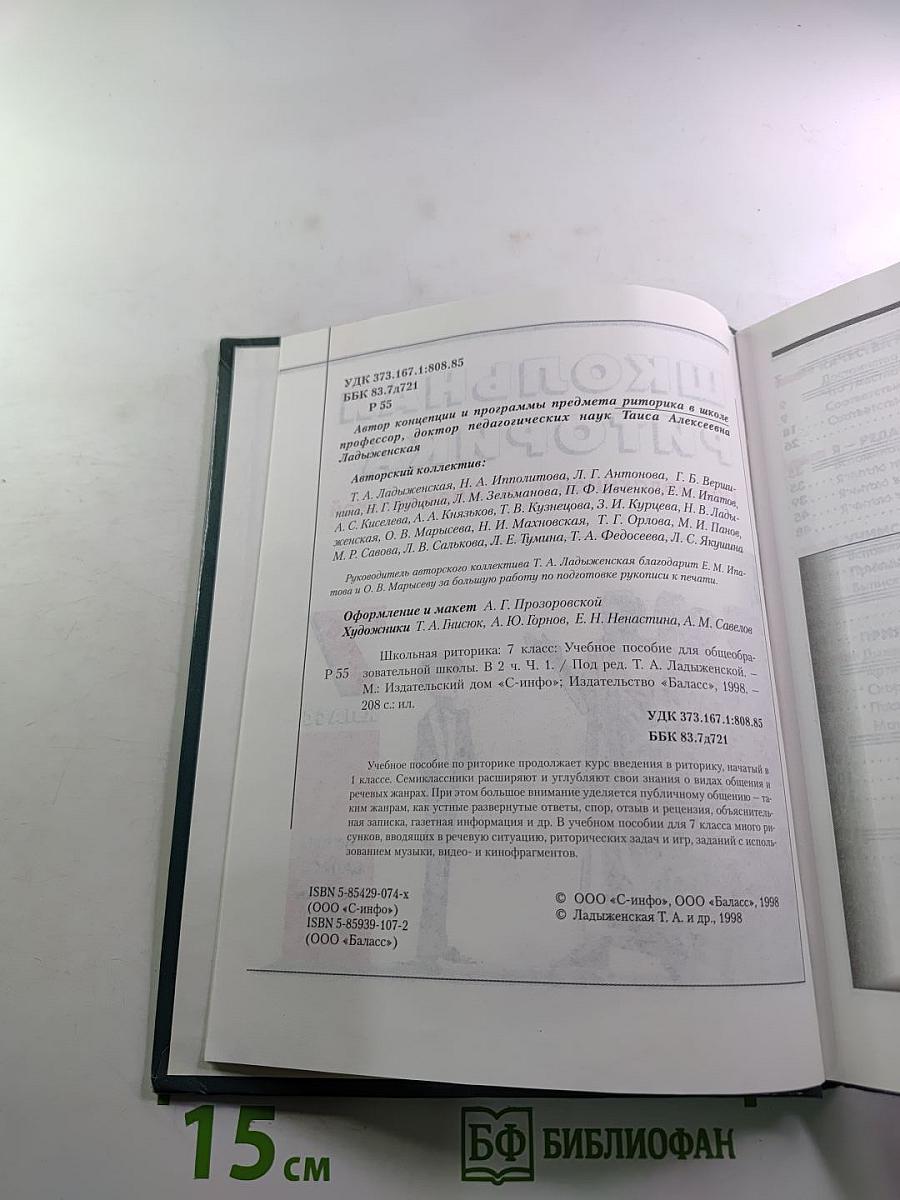 УДК 373.167.1:808.85
ББК 83.7д721
Р 55
Автор концепции и программы предмета риторика в школе
профессор, доктор педагогических наук Таиса Алексеевна
Ладыженская
Авторский коллектив:
Т. А. Ладыженская, Н. А. Ипполитова, Л. Г. Антонова, Г. Б. Верши-
нина, Н. Г. Грудцына, Л. М. Зельманова, П. Ф. Ивченков, Е. М. Ипатов,
А. С. Киселева, А. А. Князьков, Т. В. Кузнецова, З. И. Курцева, Н. В. Лады-
женская, О. В. Марысева, Н. И. Махновская, Т. Г. Орлова, М. И. Панов,
М. Р. Савова, Л. В. Салькова, Л. Е. Тумина, Т. А. Федосеева, Л. С. Якушина
Руководитель авторского коллектива Т. А. Ладыженская благодарит Е. М. Ипа-
това и О. В. Марысеву за большую работу по подготовке рукописи к печати.
Оформление и макет А. Г. Прозоровской
Художники Т. А. Гнисюк, А. Ю. Горнов, Е. Н. Ненастина, А. М. Савелов
Школьная риторика: 7 класс: Учебное пособие для общеобра-
Р 55 зовательной школы. В 2 ч. Ч. 1. / Под ред. Т. А. Ладыженской. –
М.: Издательский дом «С-инфо»; Издательство «Баласс», 1998. –
208 с.: ил.
УДК 373.167.1:808.85
ББК 83.7д721
Учебное пособие по риторике продолжает курс введения в риторику, начатый в
1 классе. Семиклассники расширяют и углубляют свои знания о видах общения и
речевых жанрах. При этом большое внимание уделяется публичному общению – та-
ким жанрам, как устные развернутые ответы, спор, отзыв и рецензия, объяснитель-
ная записка, газетная информация и др. В учебном пособии для 7 класса много ри-
сунков, вводящих в речевую ситуацию, риторических задач и игр, заданий с исполь-
зованием музыки, видео- и кинофрагментов.
ISBN 5-85429-074-х
(ООО «С-инфо»)
ISBN 5-85939-107-2
(ООО «Баласс»)
© ООО «С-инфо», ООО «Баласс», 1998
© Ладыженская Т. А. и др., 1998
15 см
БФ БИБЛИОФАН